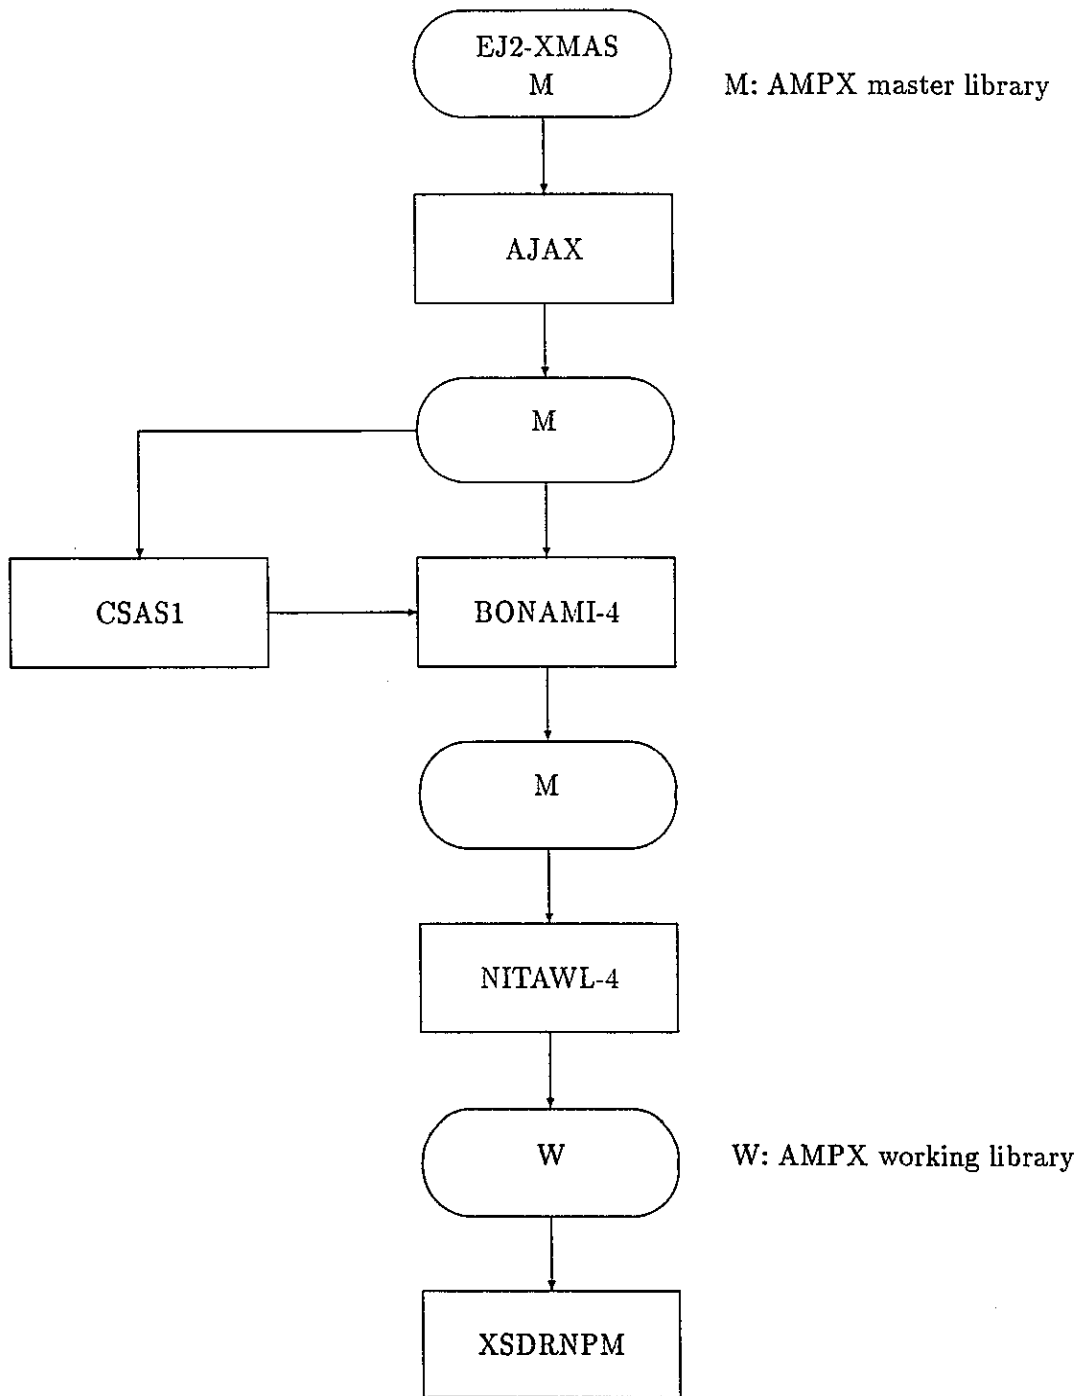 EJ2-XMAS
M
M: AMPX master library
AJAX
M
CSAS1
BONAMI-4
M
NITAWL-4
W
W: AMPX working library
XSDRNPM